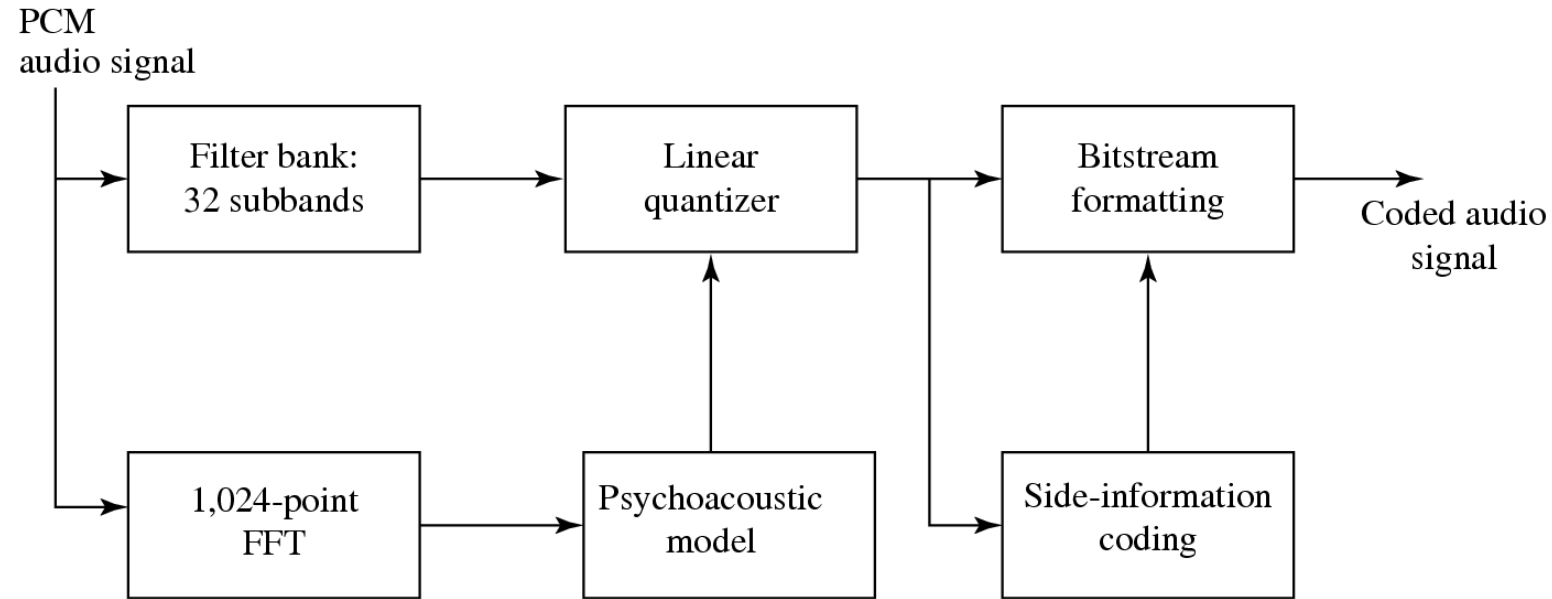 PCM
audio signal
Filter bank:
32 subbands
Linear
quantizer
Bitstream
formatting
Coded audio
signal
1,024-point
FFT
Psychoacoustic
model
Side-information
coding